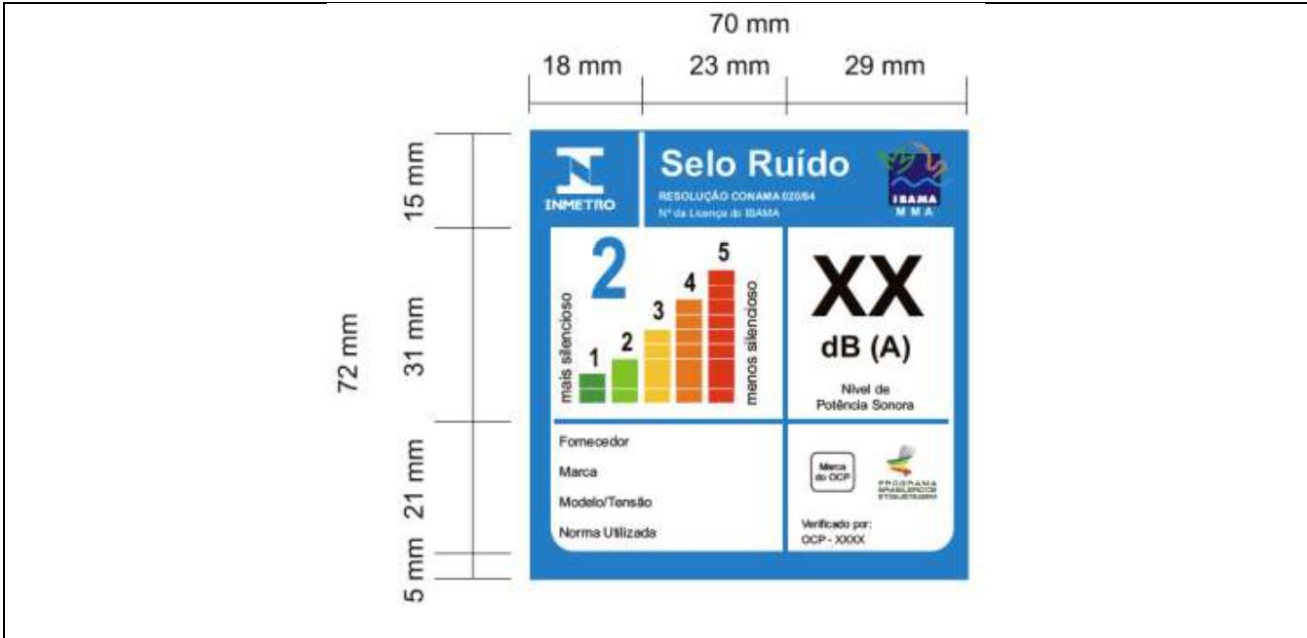 70 mm
18 mm
23 mm
29 mm
72 mm
15 mm
31 mm
21 mm
5 mm
INMETRO
Selo Ruído
RESOLUÇÃO CONAMA 020/94
Nº da Licença do IBAMA
IBAMA
MMA
2
mais silencioso
1
2
3
4
5
menos silencioso
XX
dB (A)
Nível de
Potência Sonora
Fornecedor
Marca
Modelo/Tensão
Norma Utilizada
Marca
do OCP
PROGRAMA
BRASILEIRO DE
ETIQUETAGEM
Verificado por:
OCP - XXXX